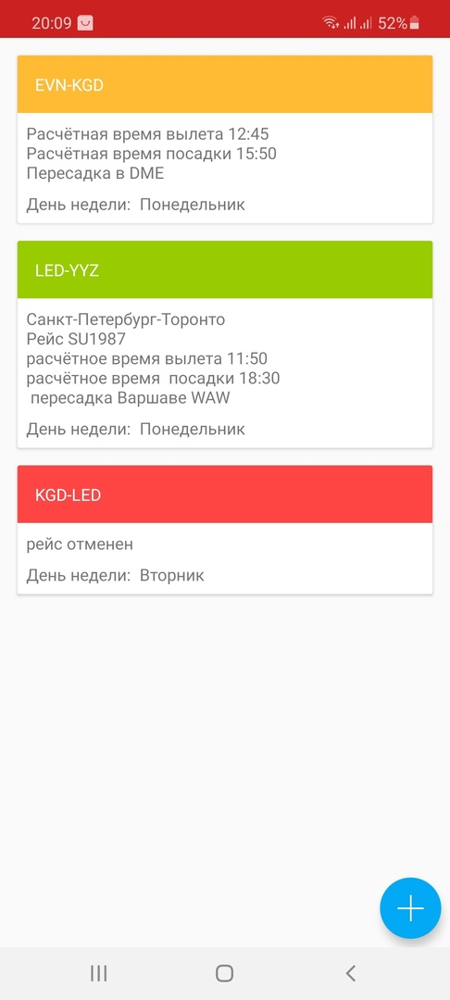 20:09 52%
EVN-KGD
Расчётная время вылета 12:45
Расчётная время посадки 15:50
Пересадка в DME
День недели: Понедельник
LED-YYZ
Санкт-Петербург-Торонто
Рейс SU1987
расчётное время вылета 11:50
расчётное время посадки 18:30
пересадка Варшаве WAW
День недели: Понедельник
KGD-LED
рейс отменен
День недели: Вторник